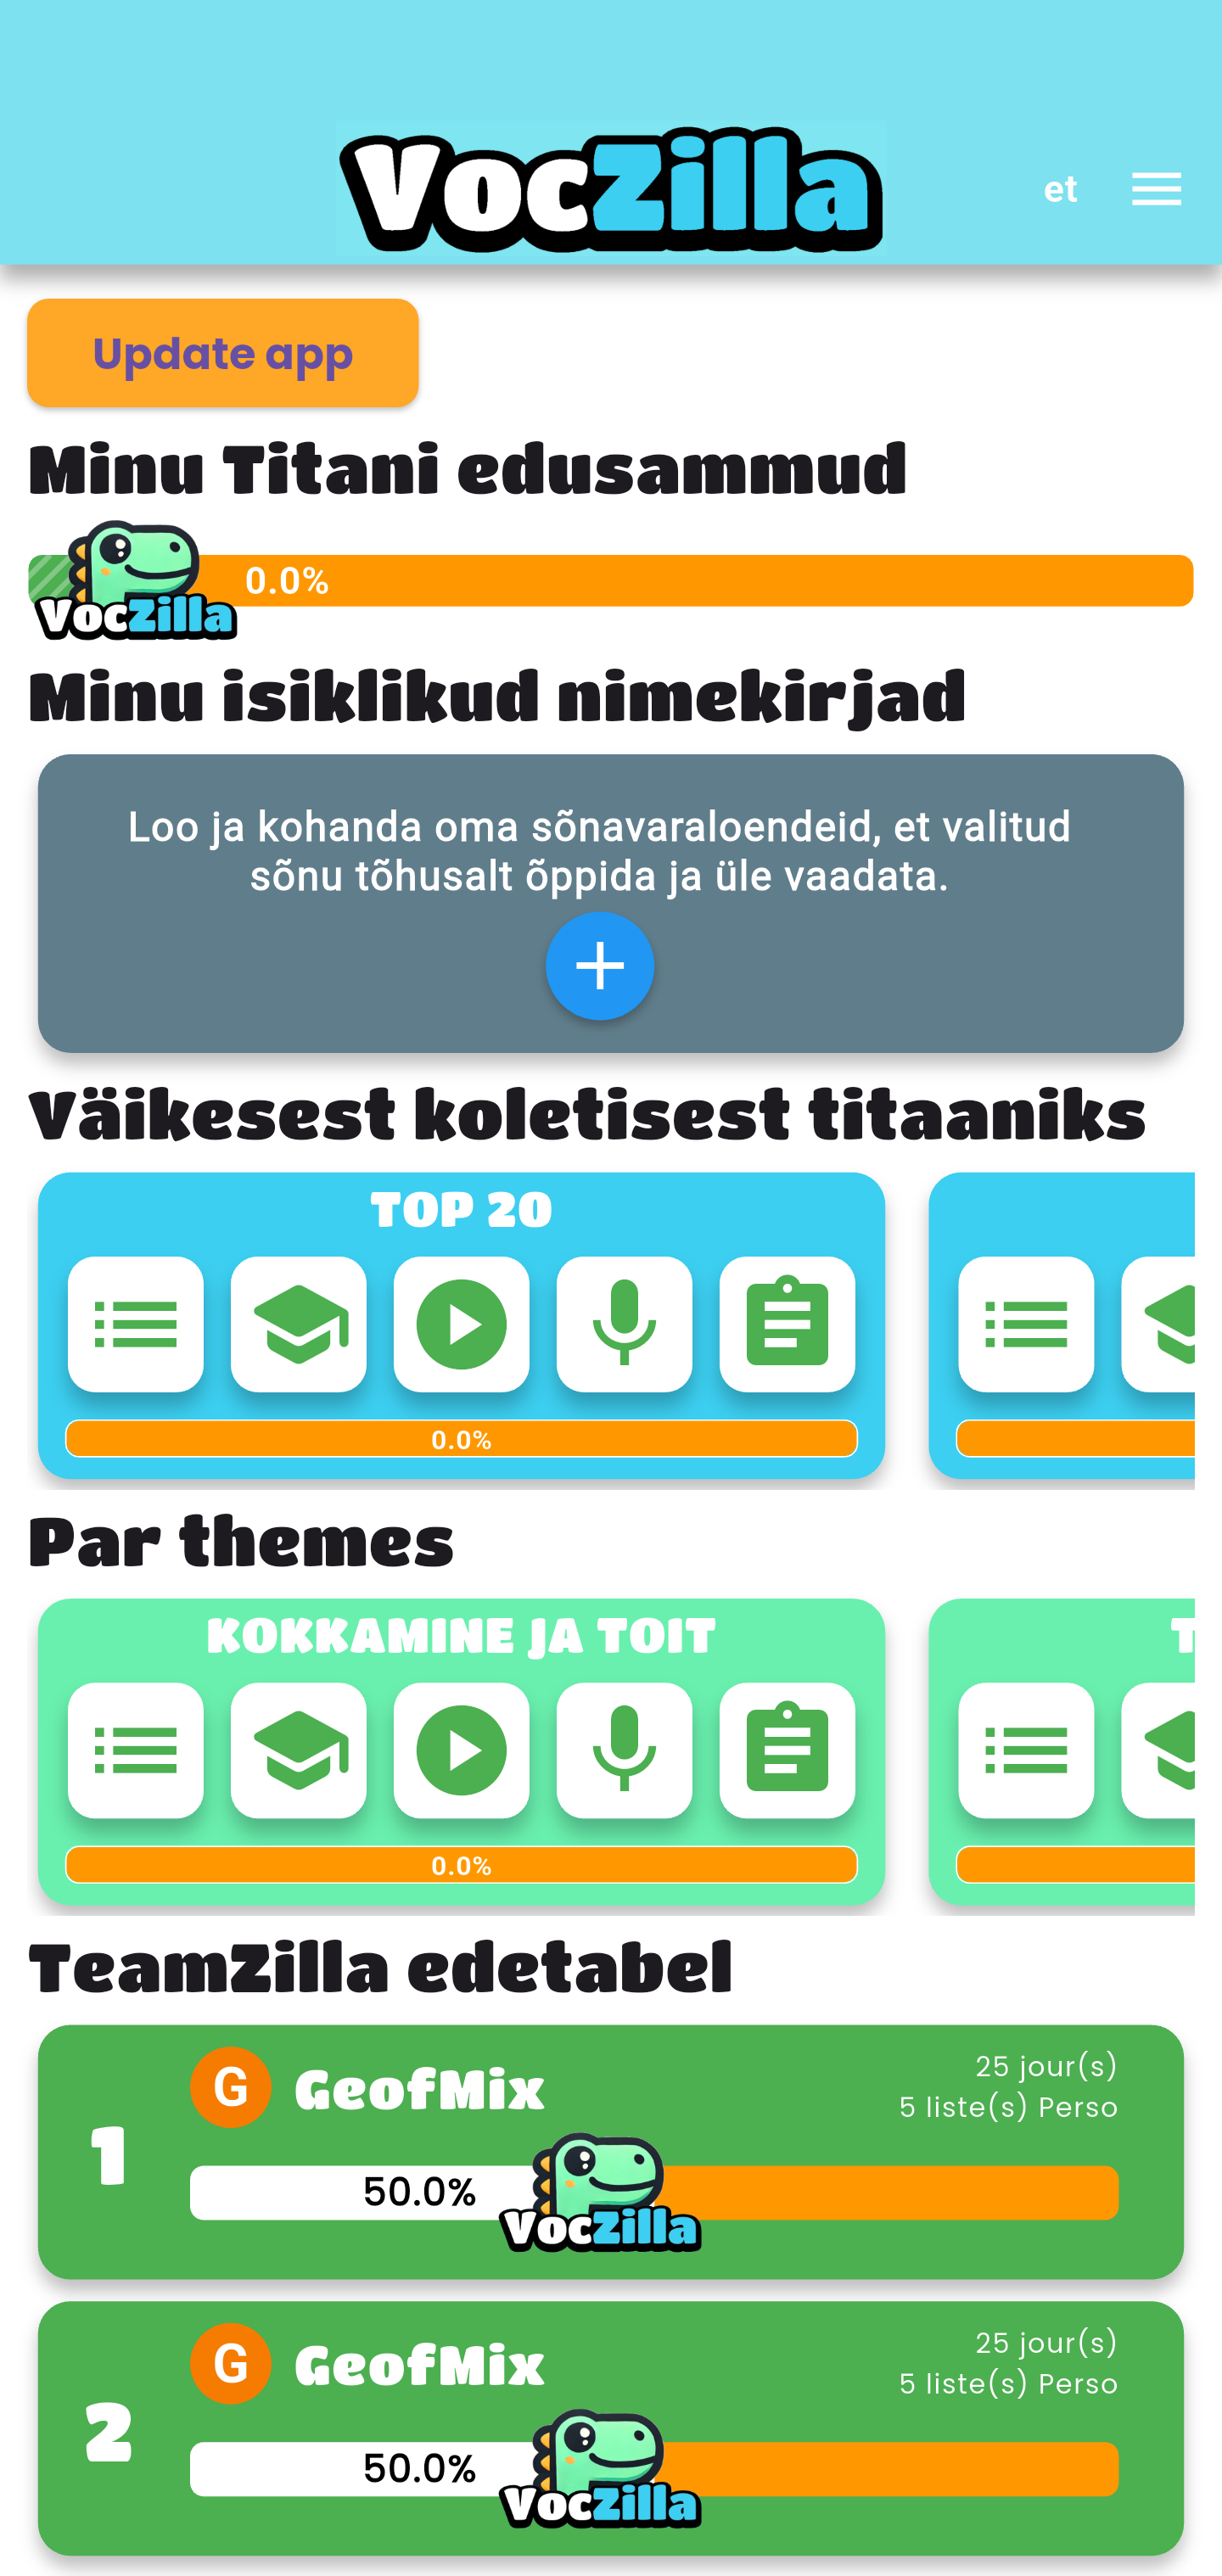 VocZilla
et
Update app
Minu Titani edusammud
0.0%
VocZilla
Minu isiklikud nimekirjad
Loo ja kohanda oma sõnavaraloendeid, et valitud
sõnu tõhusalt õppida ja üle vaadata.
Väikesest koletisest titaaniks
TOP 20
0.0%
Par themes
KOKKAMINE JA TOIT
T
0.0%
TeamZilla edetabel
1
G
GeofMix
25 jour(s)
5 liste(s) Perso
50.0%
VocZilla
2
G
GeofMix
25 jour(s)
5 liste(s) Perso
50.0%
VocZilla